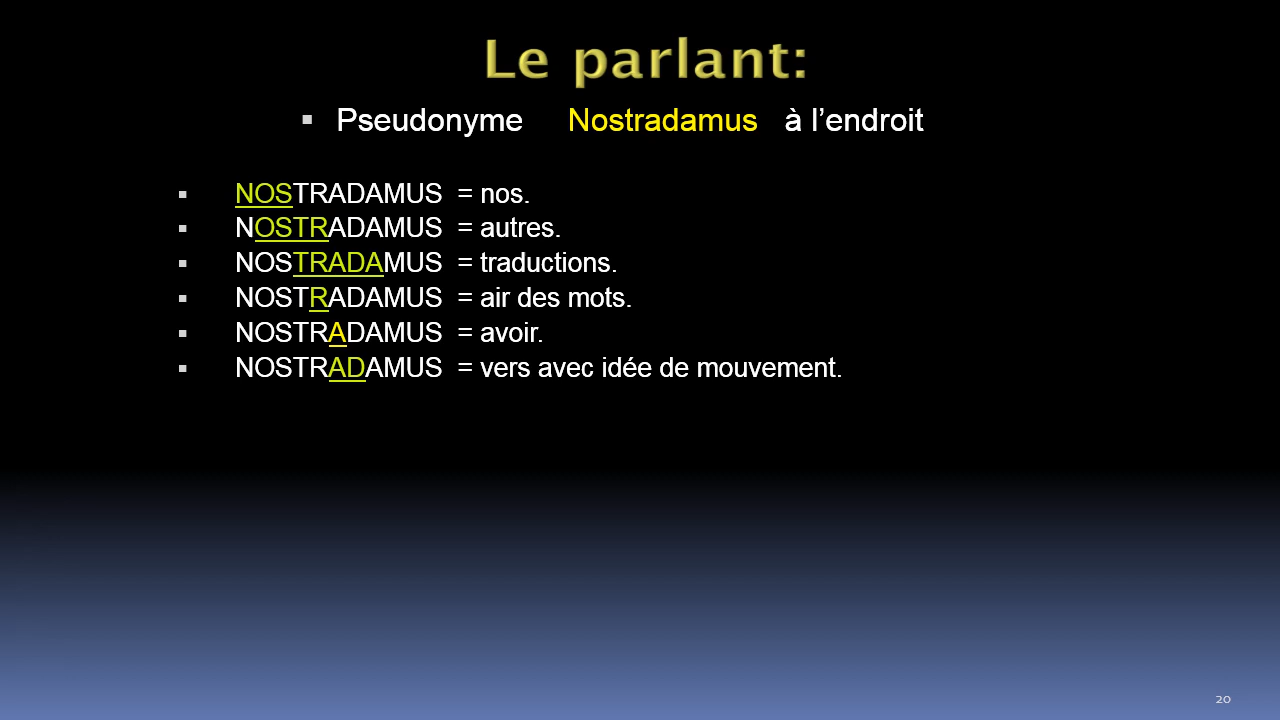 Le parlant:
▪ Pseudonyme Nostradamus à l’endroit
▪ NOSTRADAMUS = nos.
▪ NOSTRADAMUS = autres.
▪ NOSTRADAMUS = traductions.
▪ NOSTRADAMUS = air des mots.
▪ NOSTRADAMUS = avoir.
▪ NOSTRADAMUS = vers avec idée de mouvement.
20